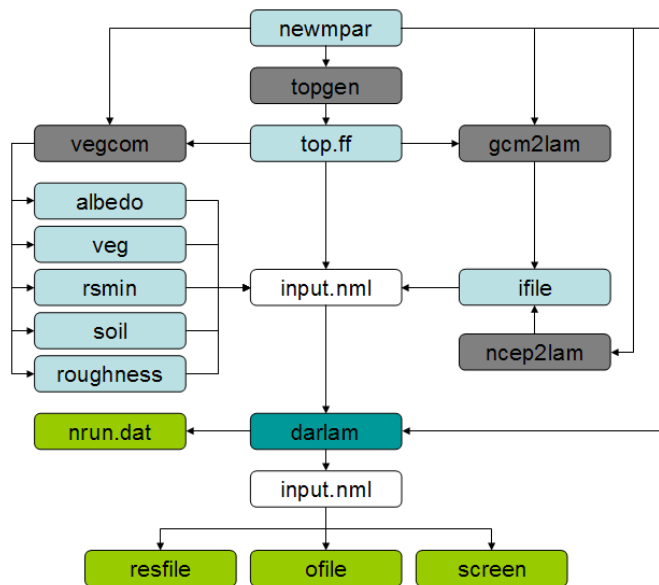 newmpar
topgen
vegcom
top.ff
gcm2lam
albedo
veg
rsmin
input.nml
ifile
soil
ncep2lam
roughness
nrun.dat
darlam
input.nml
resfile
ofile
screen